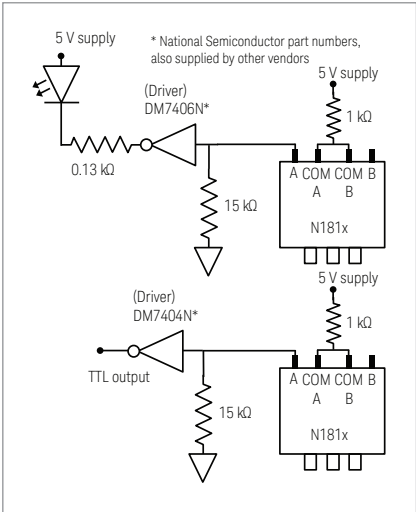 5 V supply
* National Semiconductor part numbers,
also supplied by other vendors
5 V supply
(Driver)
DM7406N*
1 kΩ
0.13 kΩ
A COM COM B
A B
15 kΩ
N181x
5 V supply
(Driver)
DM7404N*
1 kΩ
TTL output
A COM COM B
A B
15 kΩ
N181x